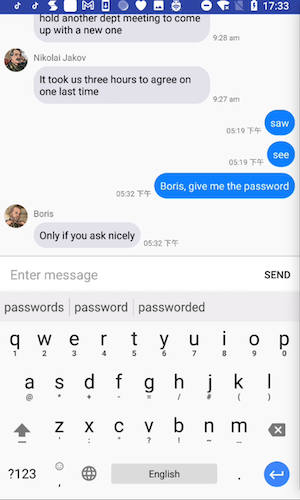 17:33
hold another dept meeting to come
up with a new one
9:28 am
Nikolai Jakov
It took us three hours to agree on
one last time
9:27 am
05:19 下午 saw
05:19 下午 see
05:32 下午 Boris, give me the password
Boris
Only if you ask nicely 05:32 下午
Enter message SEND
passwords password passworded
q w e r t y u i o p
1 2 3 4 5 6 7 8 9 0
a s d f g h j k l
@ * + - = / # ( )
z x c v b n m
' : " ? ! ~ …
?123 , English .